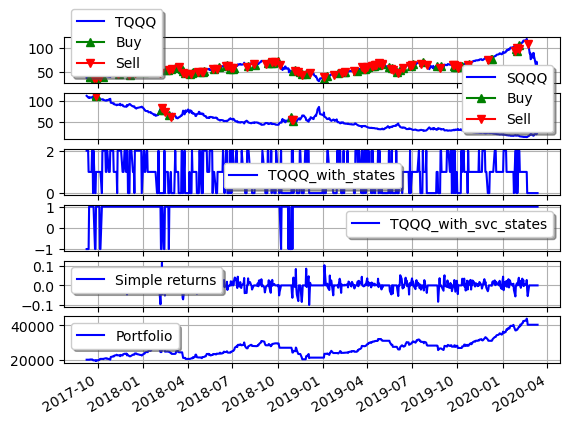 TQQQ
Buy
Sell
100
50
SQQQ
Buy
Sell
100
50
2
0
TQQQ_with_states
1
0
−1
TQQQ_with_svc_states
0.1
0.0
−0.1
Simple returns
40000
20000
Portfolio
2017-10 2018-01 2018-04 2018-07 2018-10 2019-01 2019-04 2019-07 2019-10 2020-01 2020-04